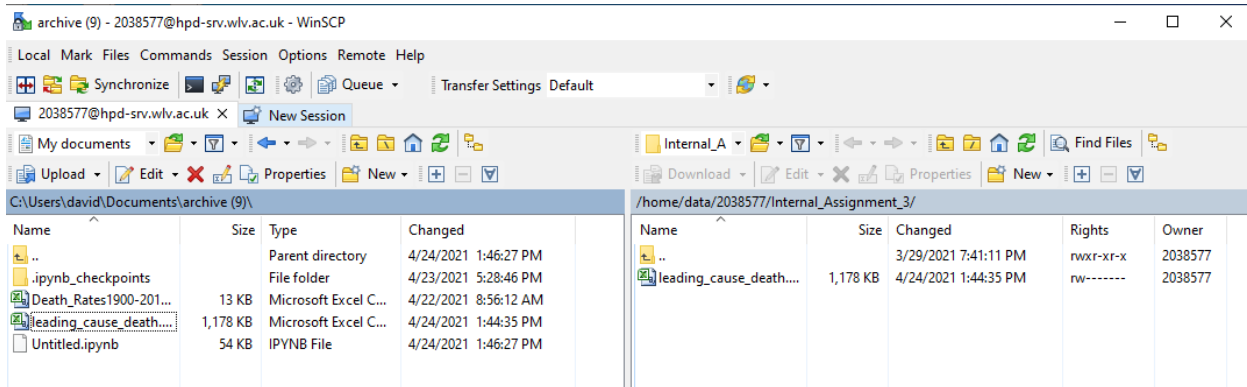 archive (9) - 2038577@hpd-srv.wlv.ac.uk - WinSCP
Local Mark Files Commands Session Options Remote Help
Synchronize Queue Transfer Settings Default
2038577@hpd-srv.wlv.ac.uk X New Session
My documents Internal_A Find Files
Upload Edit Properties New Download Edit Properties New
C:\Users\david\Documents\archive (9)\ /home/data/2038577/Internal_Assignment_3/
Name Size Type Changed Name Size Changed Rights Owner
.. Parent directory 4/24/2021 1:46:27 PM .. 3/29/2021 7:41:11 PM rwxr-xr-x 2038577
.ipynb_checkpoints File folder 4/23/2021 5:28:46 PM leading_cause_death.... 1,178 KB 4/24/2021 1:44:35 PM rw------- 2038577
Death_Rates1900-201... 13 KB Microsoft Excel C... 4/22/2021 8:56:12 AM
leading_cause_death.... 1,178 KB Microsoft Excel C... 4/24/2021 1:44:35 PM
Untitled.ipynb 54 KB IPYNB File 4/24/2021 1:46:27 PM